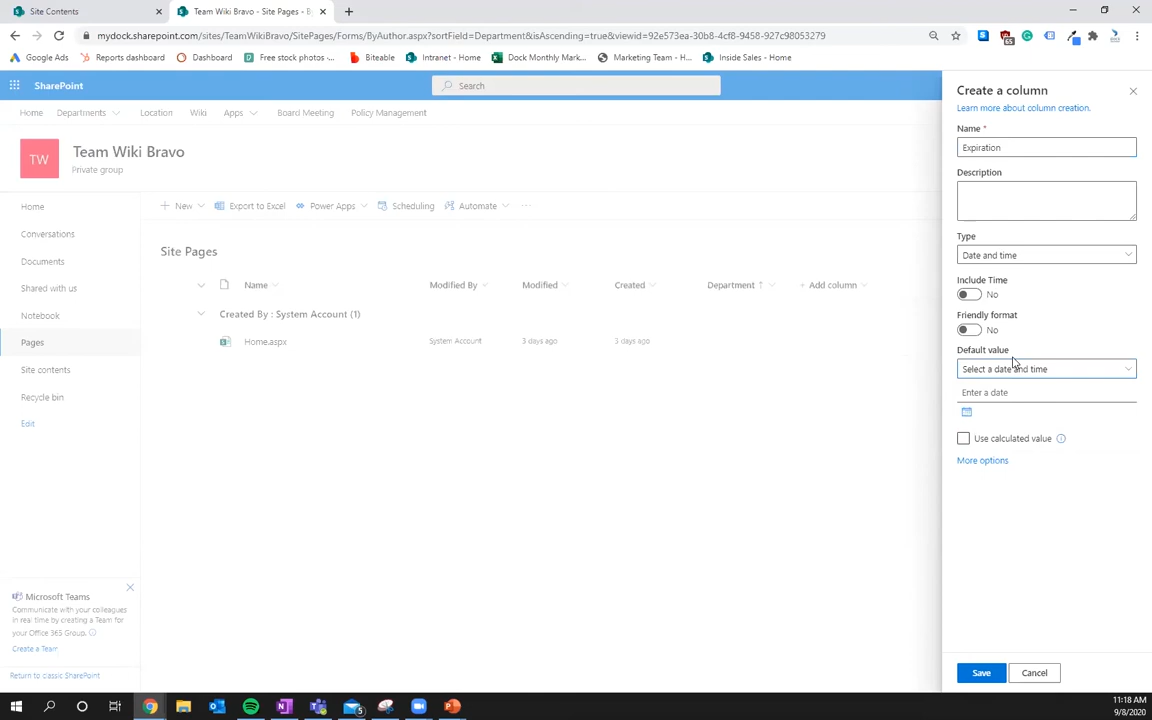 Site Contents
Team Wiki Bravo - Site Pages - B
mydock.sharepoint.com/sites/TeamWikiBravo/SitePages/Forms/ByAuthor.aspx?sortField=Department&isAscending=true&viewid=92e573ea-30b8-4cf8-9458-927c98053279
Google Ads
Reports dashboard
Dashboard
Free stock photos -...
Biteable
Intranet - Home
Dock Monthly Mark...
Marketing Team - H...
Inside Sales - Home
SharePoint
Search
Home
Departments
Location
Wiki
Apps
Board Meeting
Policy Management
TW
Team Wiki Bravo
Private group
Home
Conversations
Documents
Shared with us
Notebook
Pages
Site contents
Recycle bin
Edit
New
Export to Excel
Power Apps
Scheduling
Automate
Site Pages
Name
Modified By
Modified
Created
Department
+ Add column
Created By : System Account (1)
Home.aspx
System Account
3 days ago
3 days ago
Microsoft Teams
Communicate with your colleagues
in real time by creating a Team for
your Office 365 Group.
Create a Team
Return to classic SharePoint
Create a column
Learn more about column creation.
Name *
Expiration
Description
Type
Date and time
Include Time
No
Friendly format
No
Default value
Select a date and time
Enter a date
Use calculated value
More options
Save
Cancel
11:18 AM
9/8/2020